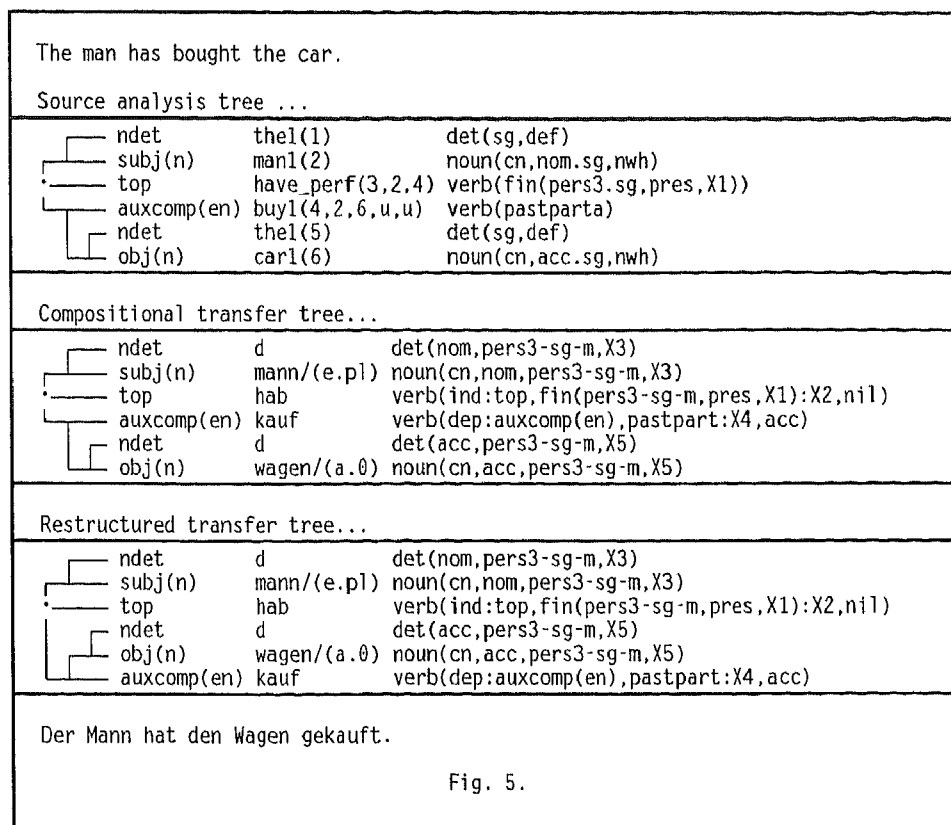 The man has bought the car.
Source analysis tree ...
ndet the1(1) det(sg,def)
subj(n) man1(2) noun(cn,nom.sg,nwh)
top have_perf(3,2,4) verb(fin(pers3.sg,pres,X1))
auxcomp(en) buy1(4,2,6,u,u) verb(pastparta)
ndet the1(5) det(sg,def)
obj(n) car1(6) noun(cn,acc.sg,nwh)
Compositional transfer tree...
ndet d det(nom,pers3-sg-m,X3)
subj(n) mann/(e.pl) noun(cn,nom,pers3-sg-m,X3)
top hab verb(ind:top,fin(pers3-sg-m,pres,X1):X2,nil)
auxcomp(en) kauf verb(dep:auxcomp(en),pastpart:X4,acc)
ndet d det(acc,pers3-sg-m,X5)
obj(n) wagen/(a.0) noun(cn,acc,pers3-sg-m,X5)
Restructured transfer tree...
ndet d det(nom,pers3-sg-m,X3)
subj(n) mann/(e.pl) noun(cn,nom,pers3-sg-m,X3)
top hab verb(ind:top,fin(pers3-sg-m,pres,X1):X2,nil)
ndet d det(acc,pers3-sg-m,X5)
obj(n) wagen/(a.0) noun(cn,acc,pers3-sg-m,X5)
auxcomp(en) kauf verb(dep:auxcomp(en),pastpart:X4,acc)
Der Mann hat den Wagen gekauft.
Fig. 5.